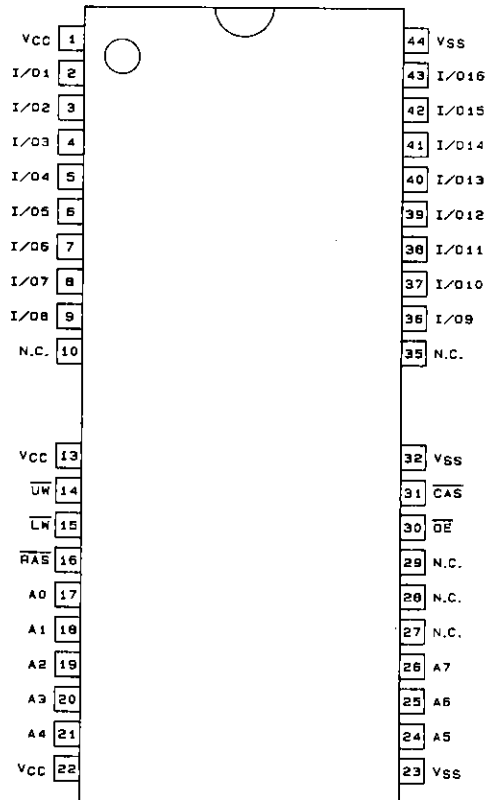 VCC 1
I/O1 2
I/O2 3
I/O3 4
I/O4 5
I/O5 6
I/O6 7
I/O7 8
I/O8 9
N.C. 10
VCC 13
UW 14
LW 15
RAS 16
A0 17
A1 18
A2 19
A3 20
A4 21
VCC 22
44 VSS
43 I/O16
42 I/O15
41 I/O14
40 I/O13
39 I/O12
38 I/O11
37 I/O10
36 I/O9
35 N.C.
32 VSS
31 CAS
30 OE
29 N.C.
28 N.C.
27 N.C.
26 A7
25 A6
24 A5
23 VSS